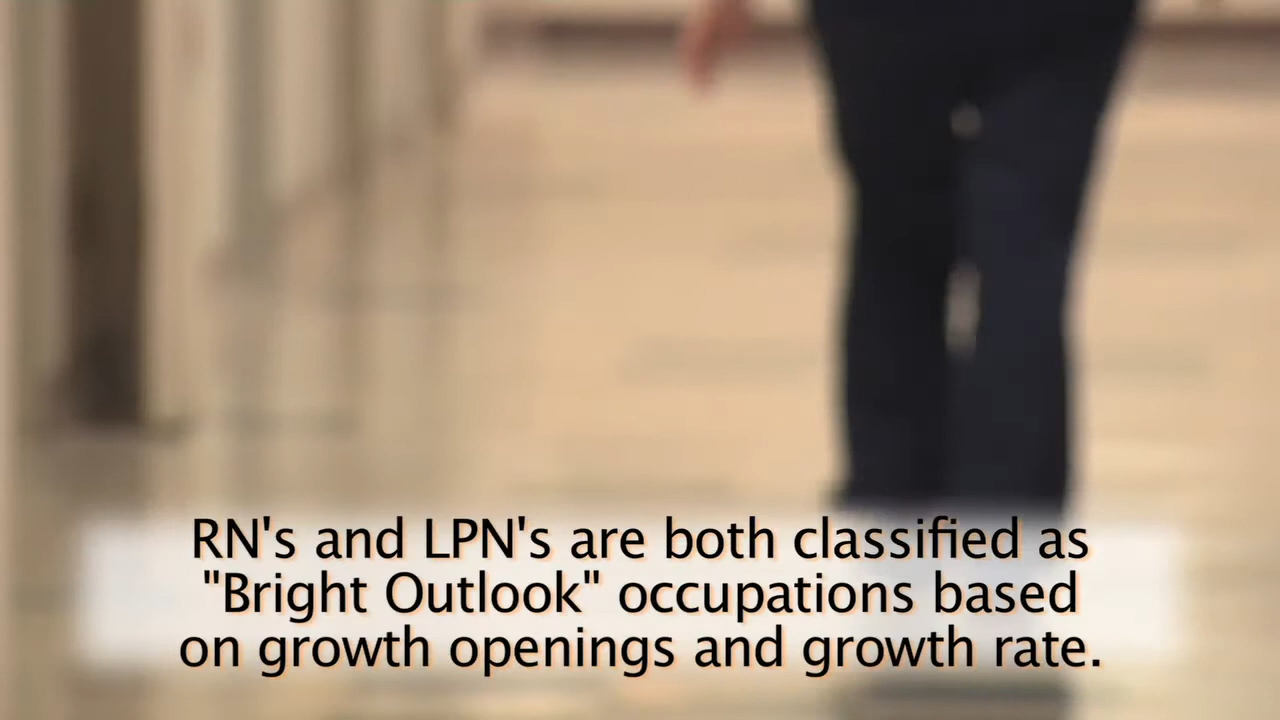 RN's and LPN's are both classified as
"Bright Outlook" occupations based
on growth openings and growth rate.